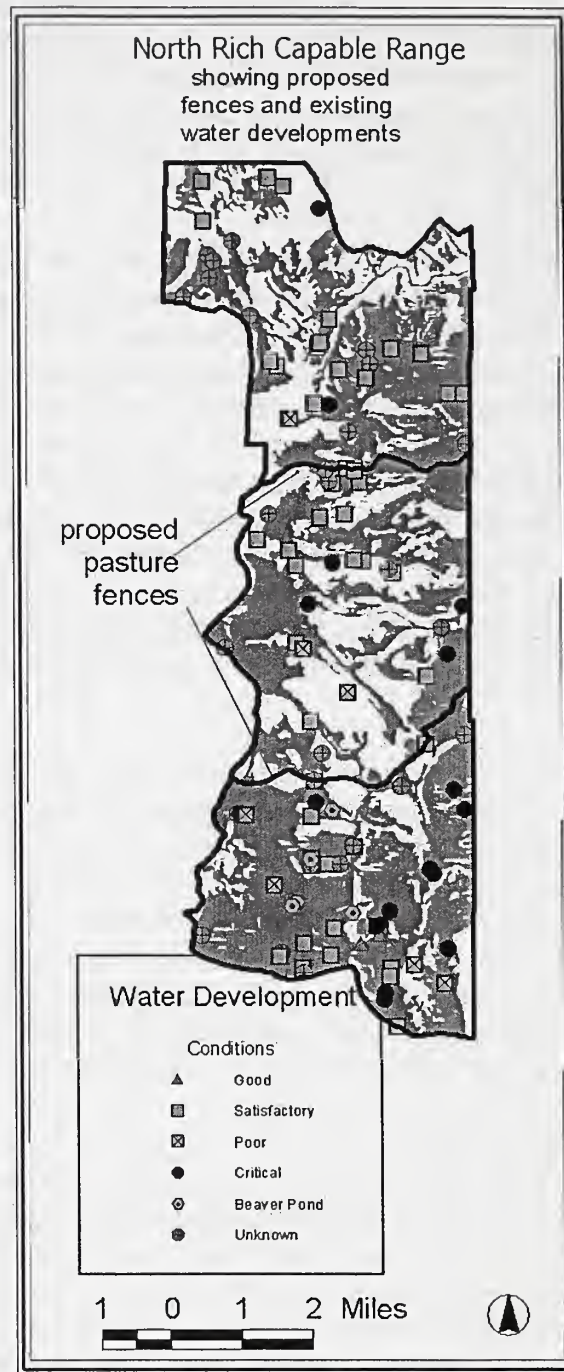 North Rich Capable Range
showing proposed
fences and existing
water developments
proposed
pasture
fences
Water Development
Conditions
Good
Satisfactory
Poor
Critical
Beaver Pond
Unknown
1 0 1 2 Miles